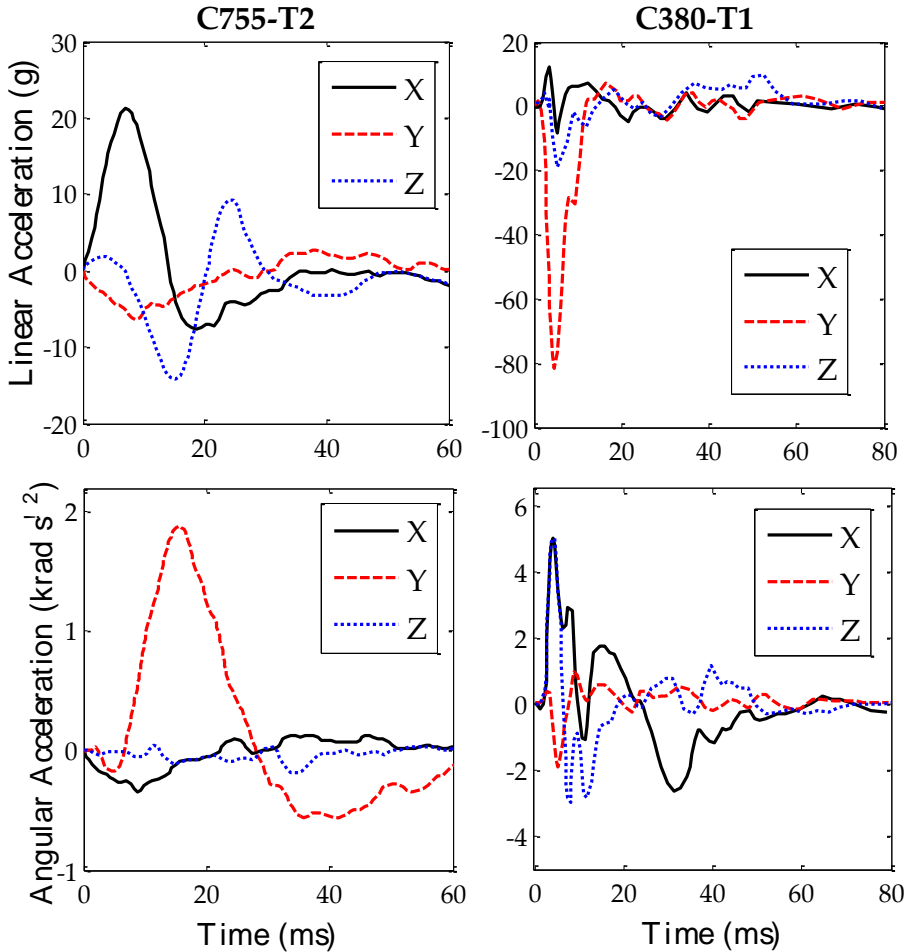 C755-T2
C380-T1
Linear Acceleration (g)
30
20
10
0
-10
-20
0
20
40
60
X
Y
Z
20
0
-20
-40
-60
-80
-100
0
20
40
60
80
X
Y
Z
Angular Acceleration (krad s!2)
2
1
0
-1
0
20
40
60
X
Y
Z
Time (ms)
6
4
2
0
-2
-4
0
20
40
60
80
X
Y
Z
Time (ms)